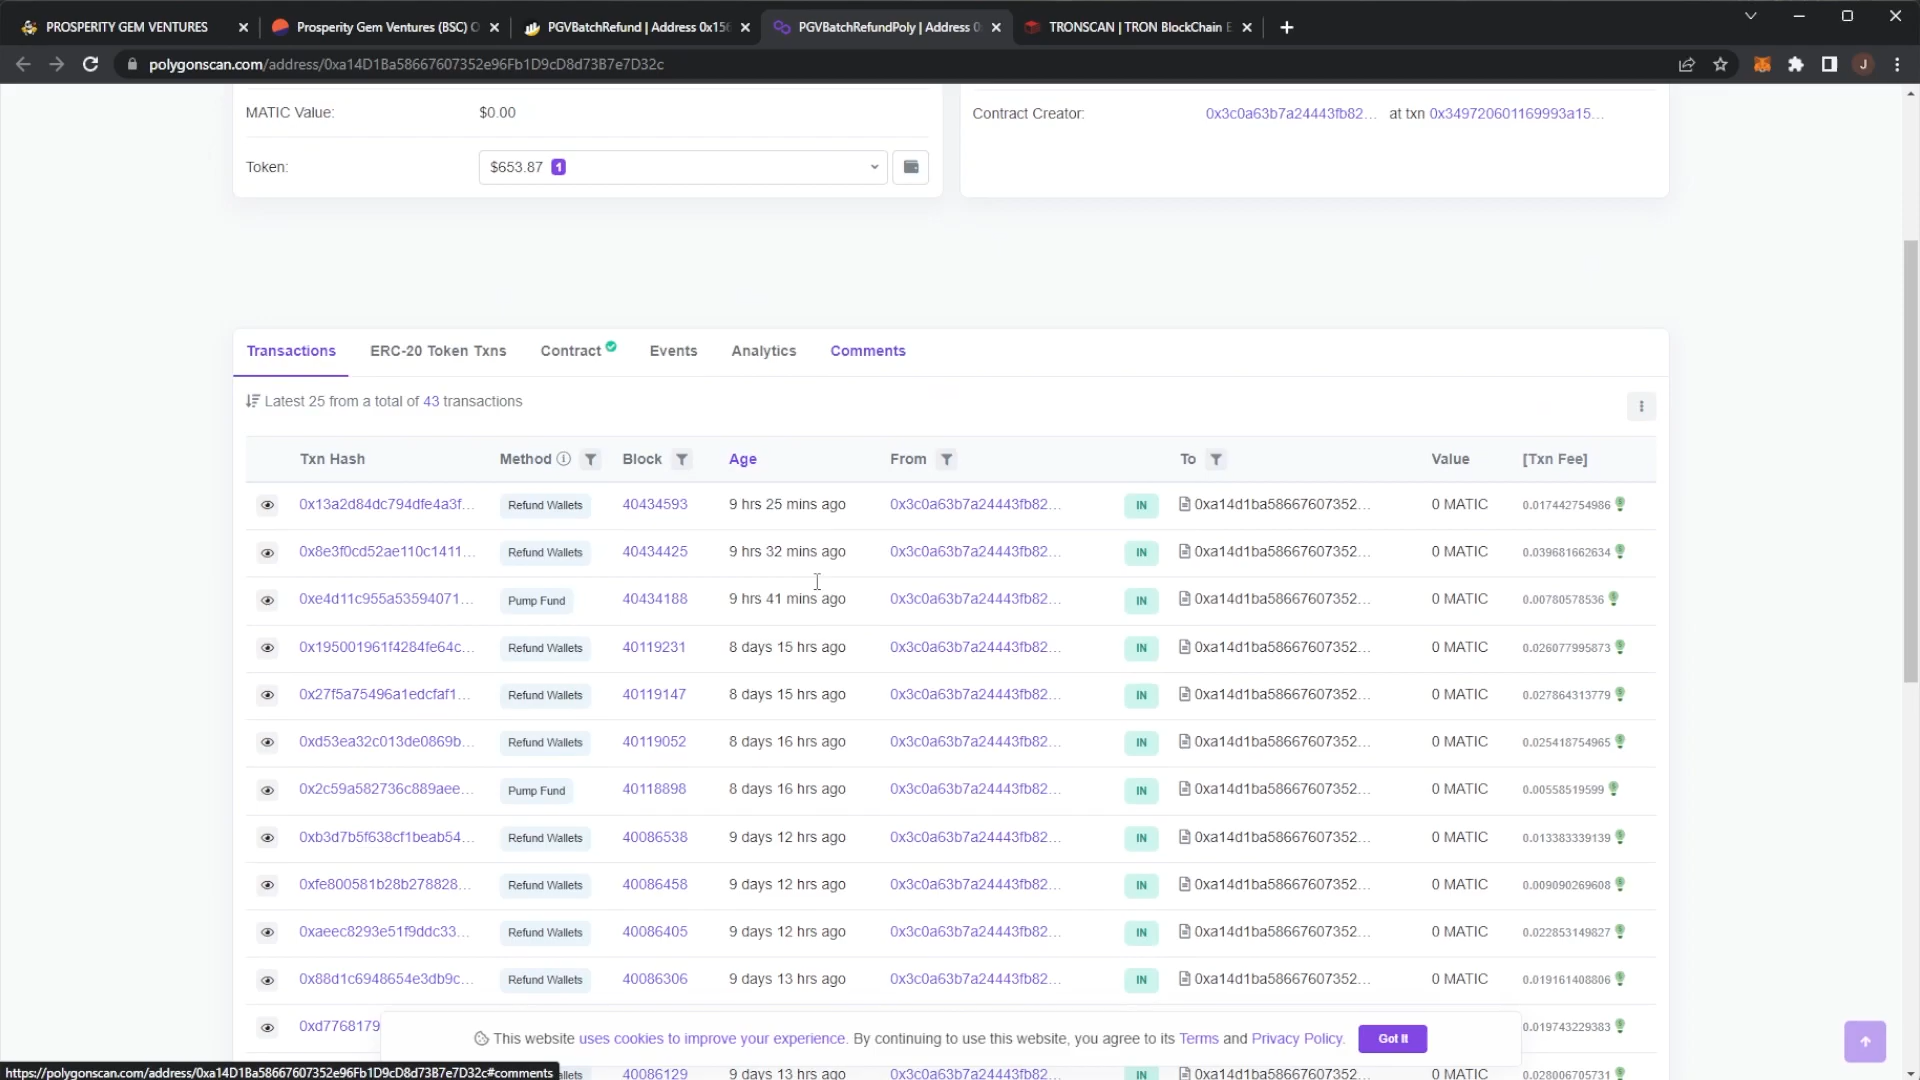 PROSPERITY GEM VENTURES
Prosperity Gem Ventures (BSC)
PGVBatchRefund | Address 0x156
PGVBatchRefundPoly | Address 0
TRONSCAN | TRON BlockChain E
polygonscan.com/address/0xa14D1Ba58667607352e96Fb1D9cD8d73B7e7D32c
J
MATIC Value: $0.00
Contract Creator: 0x3c0a63b7a24443fb82... at txn 0x349720601169993a15...
Token: $653.87 1
Transactions ERC-20 Token Txns Contract Events Analytics Comments
Latest 25 from a total of 43 transactions
Txn Hash Method Block Age From To Value [Txn Fee]
0x13a2d84dc794dfe4a3f... Refund Wallets 40434593 9 hrs 25 mins ago 0x3c0a63b7a24443fb82... IN 0xa14d1ba58667607352... 0 MATIC 0.017442754986
0x8e3f0cd52ae110c1411... Refund Wallets 40434425 9 hrs 32 mins ago 0x3c0a63b7a24443fb82... IN 0xa14d1ba58667607352... 0 MATIC 0.039681662634
0xe4d11c955a53594071... Pump Fund 40434188 9 hrs 41 mins ago 0x3c0a63b7a24443fb82... IN 0xa14d1ba58667607352... 0 MATIC 0.00780578536
0x195001961f4284fe64c... Refund Wallets 40119231 8 days 15 hrs ago 0x3c0a63b7a24443fb82... IN 0xa14d1ba58667607352... 0 MATIC 0.026077995873
0x27f5a75496a1edcfaf1... Refund Wallets 40119147 8 days 15 hrs ago 0x3c0a63b7a24443fb82... IN 0xa14d1ba58667607352... 0 MATIC 0.027864313779
0xd53ea32c013de0869b... Refund Wallets 40119052 8 days 16 hrs ago 0x3c0a63b7a24443fb82... IN 0xa14d1ba58667607352... 0 MATIC 0.025418754965
0x2c59a582736c889aee... Pump Fund 40118898 8 days 16 hrs ago 0x3c0a63b7a24443fb82... IN 0xa14d1ba58667607352... 0 MATIC 0.00558519599
0xb3d7b5f638cf1beab54... Refund Wallets 40086538 9 days 12 hrs ago 0x3c0a63b7a24443fb82... IN 0xa14d1ba58667607352... 0 MATIC 0.013383339139
0xfe800581b28b278828... Refund Wallets 40086458 9 days 12 hrs ago 0x3c0a63b7a24443fb82... IN 0xa14d1ba58667607352... 0 MATIC 0.009090269608
0xaeec8293e51f9ddc33... Refund Wallets 40086405 9 days 12 hrs ago 0x3c0a63b7a24443fb82... IN 0xa14d1ba58667607352... 0 MATIC 0.022853149827
0x88d1c6948654e3db9c... Refund Wallets 40086306 9 days 13 hrs ago 0x3c0a63b7a24443fb82... IN 0xa14d1ba58667607352... 0 MATIC 0.019161408806
0xd7768179 0.019743229383
This website uses cookies to improve your experience. By continuing to use this website, you agree to its Terms and Privacy Policy. Got It
https://polygonscan.com/address/0xa14D1Ba58667607352e96Fb1D9cD8d73B7e7D32c#comments
40086129 9 days 13 hrs ago 0x3c0a63b7a24443fb82... IN 0xa14d1ba58667607352... 0 MATIC 0.028006705731